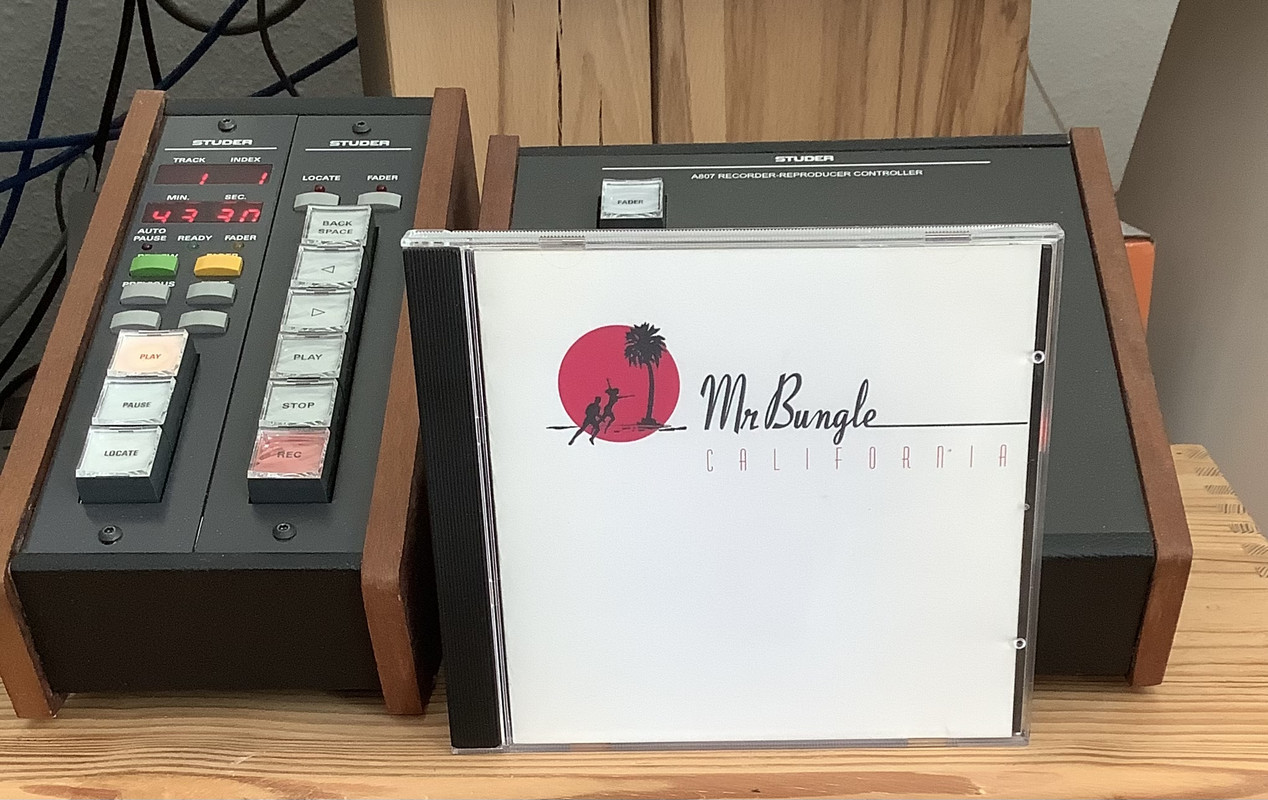 STUDER
TRACK INDEX
1 1
MIN. SEC.
43 30
AUTO
PAUSE READY FADER
PLAY
PAUSE
LOCATE
STUDER
LOCATE FADER
BACK
SPACE
PLAY
STOP
REC
STUDER
A807 RECORDER-REPRODUCER CONTROLLER
FADER
Mr Bungle
CALIFORNIA